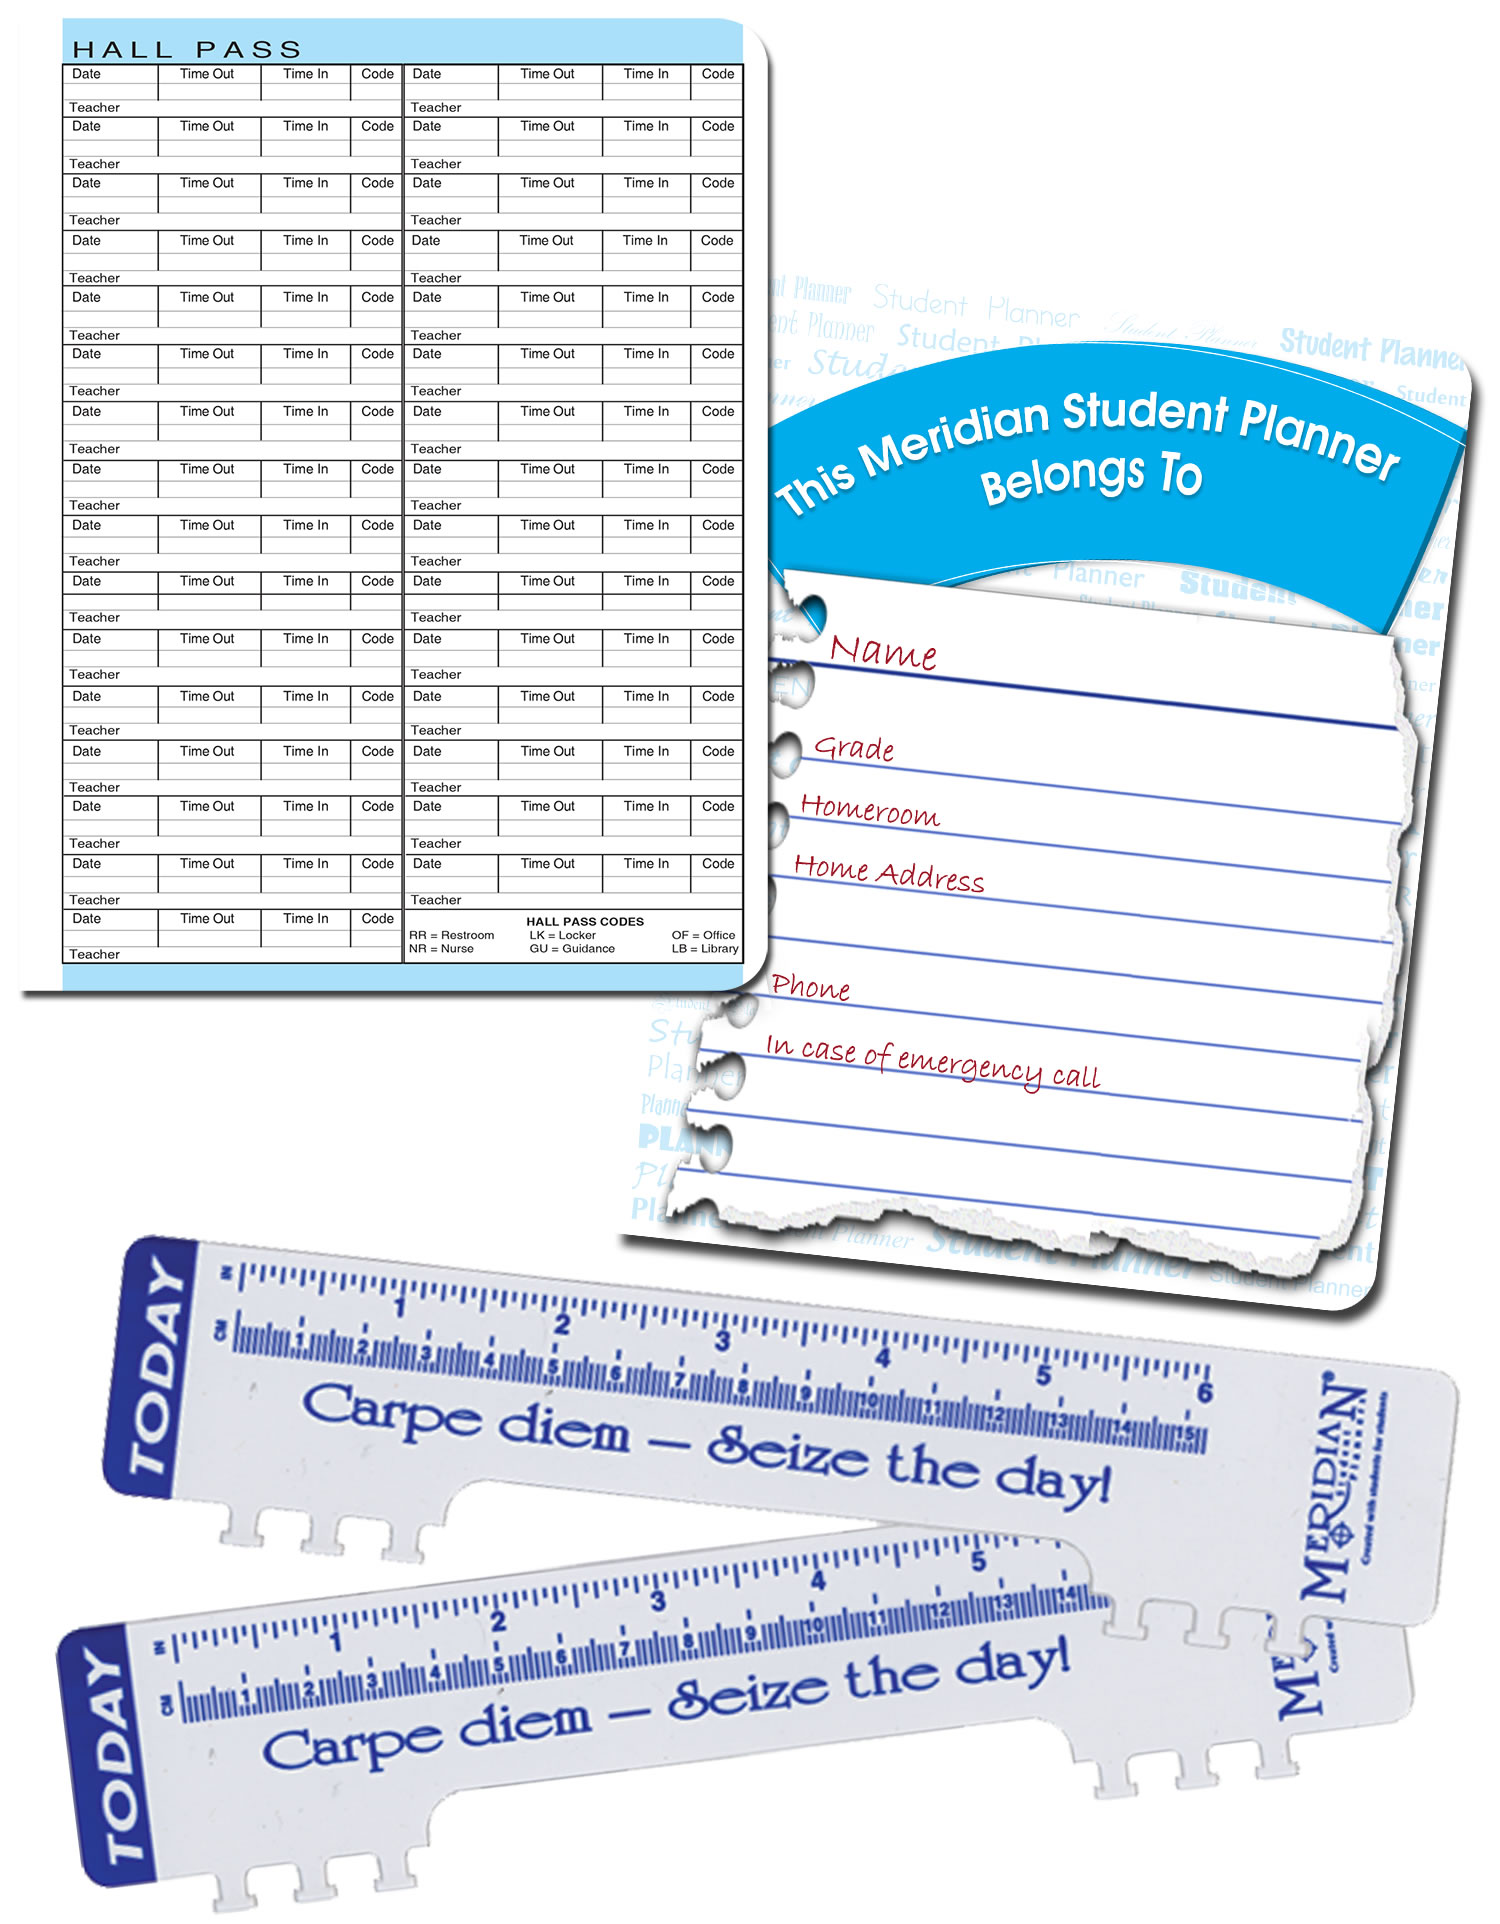 HALL PASS
Date Time Out Time In Code Date Time Out Time In Code
Teacher Teacher
Date Time Out Time In Code Date Time Out Time In Code
Teacher Teacher
Date Time Out Time In Code Date Time Out Time In Code
Teacher Teacher
Date Time Out Time In Code Date Time Out Time In Code
Teacher Teacher
Date Time Out Time In Code Date Time Out Time In Code
Teacher Teacher
Date Time Out Time In Code Date Time Out Time In Code
Teacher Teacher
Date Time Out Time In Code Date Time Out Time In Code
Teacher Teacher
Date Time Out Time In Code Date Time Out Time In Code
Teacher Teacher
Date Time Out Time In Code Date Time Out Time In Code
Teacher Teacher
Date Time Out Time In Code Date Time Out Time In Code
Teacher Teacher
Date Time Out Time In Code Date Time Out Time In Code
Teacher Teacher
Date Time Out Time In Code Date Time Out Time In Code
Teacher Teacher
Date Time Out Time In Code Date Time Out Time In Code
Teacher Teacher
Date Time Out Time In Code Date Time Out Time In Code
Teacher Teacher
Date Time Out Time In Code Date Time Out Time In Code
Teacher Teacher
Date Time Out Time In Code
Teacher
HALL PASS CODES
RR = Restroom LK = Locker OF = Office
NR = Nurse GU = Guidance LB = Library
Planner Student Planner Student Planner Student Planner
Planner Student
Student
This Meridian Student Planner
Belongs To
Planner Student
Name
Grade
Homeroom
Home Address
Phone
In case of emergency call
Planner Student Planner Student Planner
TODAY
IN 1 2 3 4 5 6
CM 1 2 3 4 5 6 7 8 9 10 11 12 13 14 15
Carpe diem – Seize the day!
MERIDIAN®
STUDENT PLANNERS
Created with students for students
TODAY
IN 1 2 3 4 5
CM 1 2 3 4 5 6 7 8 9 10 11 12 13 14
Carpe diem – Seize the day!
Created